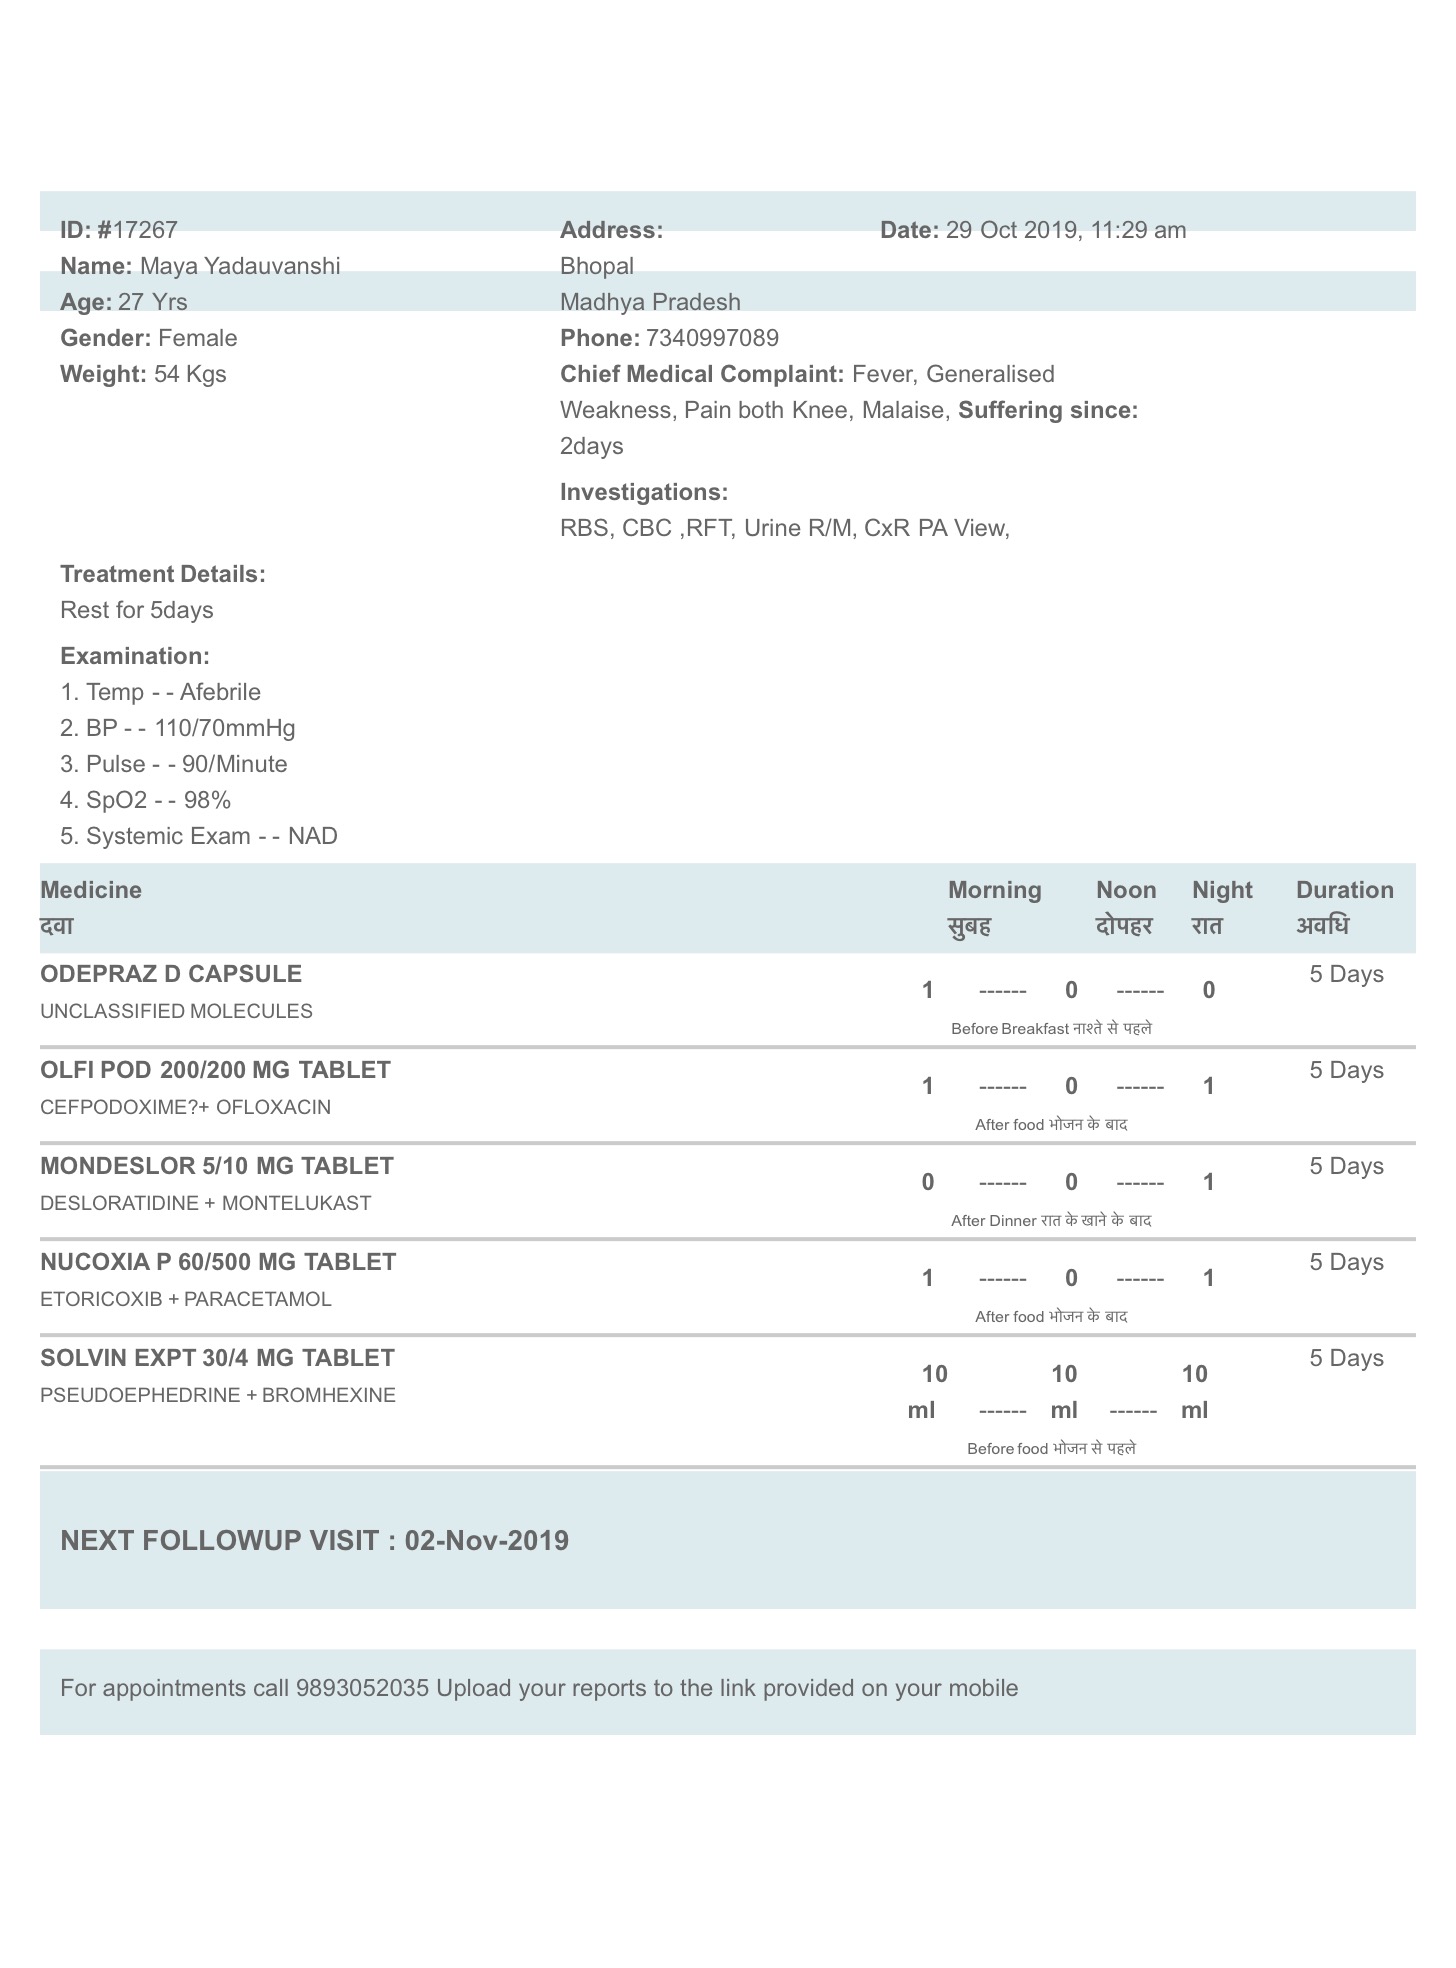 ID: #17267
Name: Maya Yadauvanshi
Age: 27 Yrs
Gender: Female
Weight: 54 Kgs
Address:
Bhopal
Madhya Pradesh
Phone: 7340997089
Chief Medical Complaint: Fever, Generalised
Weakness, Pain both Knee, Malaise, Suffering since:
2days
Investigations:
RBS, CBC ,RFT, Urine R/M, CxR PA View,
Date: 29 Oct 2019, 11:29 am
Treatment Details:
Rest for 5days
Examination:
1. Temp - - Afebrile
2. BP - - 110/70mmHg
3. Pulse - - 90/Minute
4. SpO2 - - 98%
5. Systemic Exam - - NAD
Medicine Morning Noon Night Duration
दवा सुबह दोपहर रात अवधि
ODEPRAZ D CAPSULE 5 Days
1 ------ 0 ------ 0
UNCLASSIFIED MOLECULES
Before Breakfast नाश्ते से पहले
OLFI POD 200/200 MG TABLET 5 Days
1 ------ 0 ------ 1
CEFPODOXIME?+ OFLOXACIN
After food भोजन के बाद
MONDESLOR 5/10 MG TABLET 5 Days
0 ------ 0 ------ 1
DESLORATIDINE + MONTELUKAST
After Dinner रात के खाने के बाद
NUCOXIA P 60/500 MG TABLET 5 Days
1 ------ 0 ------ 1
ETORICOXIB + PARACETAMOL
After food भोजन के बाद
SOLVIN EXPT 30/4 MG TABLET 5 Days
10 10 10
PSEUDOEPHEDRINE + BROMHEXINE
ml ------ ml ------ ml
Before food भोजन से पहले
NEXT FOLLOWUP VISIT : 02-Nov-2019
For appointments call 9893052035 Upload your reports to the link provided on your mobile